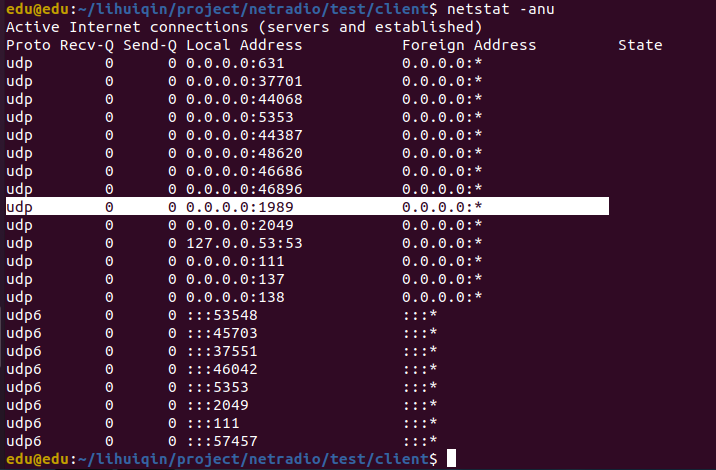 edu@edu:~/lihuiqin/project/netradio/test/client$ netstat -anu
Active Internet connections (servers and established)
Proto Recv-Q Send-Q Local Address           Foreign Address         State
udp        0      0 0.0.0.0:631             0.0.0.0:*
udp        0      0 0.0.0.0:37701           0.0.0.0:*
udp        0      0 0.0.0.0:44068           0.0.0.0:*
udp        0      0 0.0.0.0:5353            0.0.0.0:*
udp        0      0 0.0.0.0:44387           0.0.0.0:*
udp        0      0 0.0.0.0:48620           0.0.0.0:*
udp        0      0 0.0.0.0:46686           0.0.0.0:*
udp        0      0 0.0.0.0:46896           0.0.0.0:*
udp        0      0 0.0.0.0:1989            0.0.0.0:*
udp        0      0 0.0.0.0:2049            0.0.0.0:*
udp        0      0 127.0.0.53:53           0.0.0.0:*
udp        0      0 0.0.0.0:111             0.0.0.0:*
udp        0      0 0.0.0.0:137             0.0.0.0:*
udp        0      0 0.0.0.0:138             0.0.0.0:*
udp6       0      0 :::53548                :::*
udp6       0      0 :::45703                :::*
udp6       0      0 :::37551                :::*
udp6       0      0 :::46042                :::*
udp6       0      0 :::5353                 :::*
udp6       0      0 :::2049                 :::*
udp6       0      0 :::111                  :::*
udp6       0      0 :::57457                :::*
edu@edu:~/lihuiqin/project/netradio/test/client$